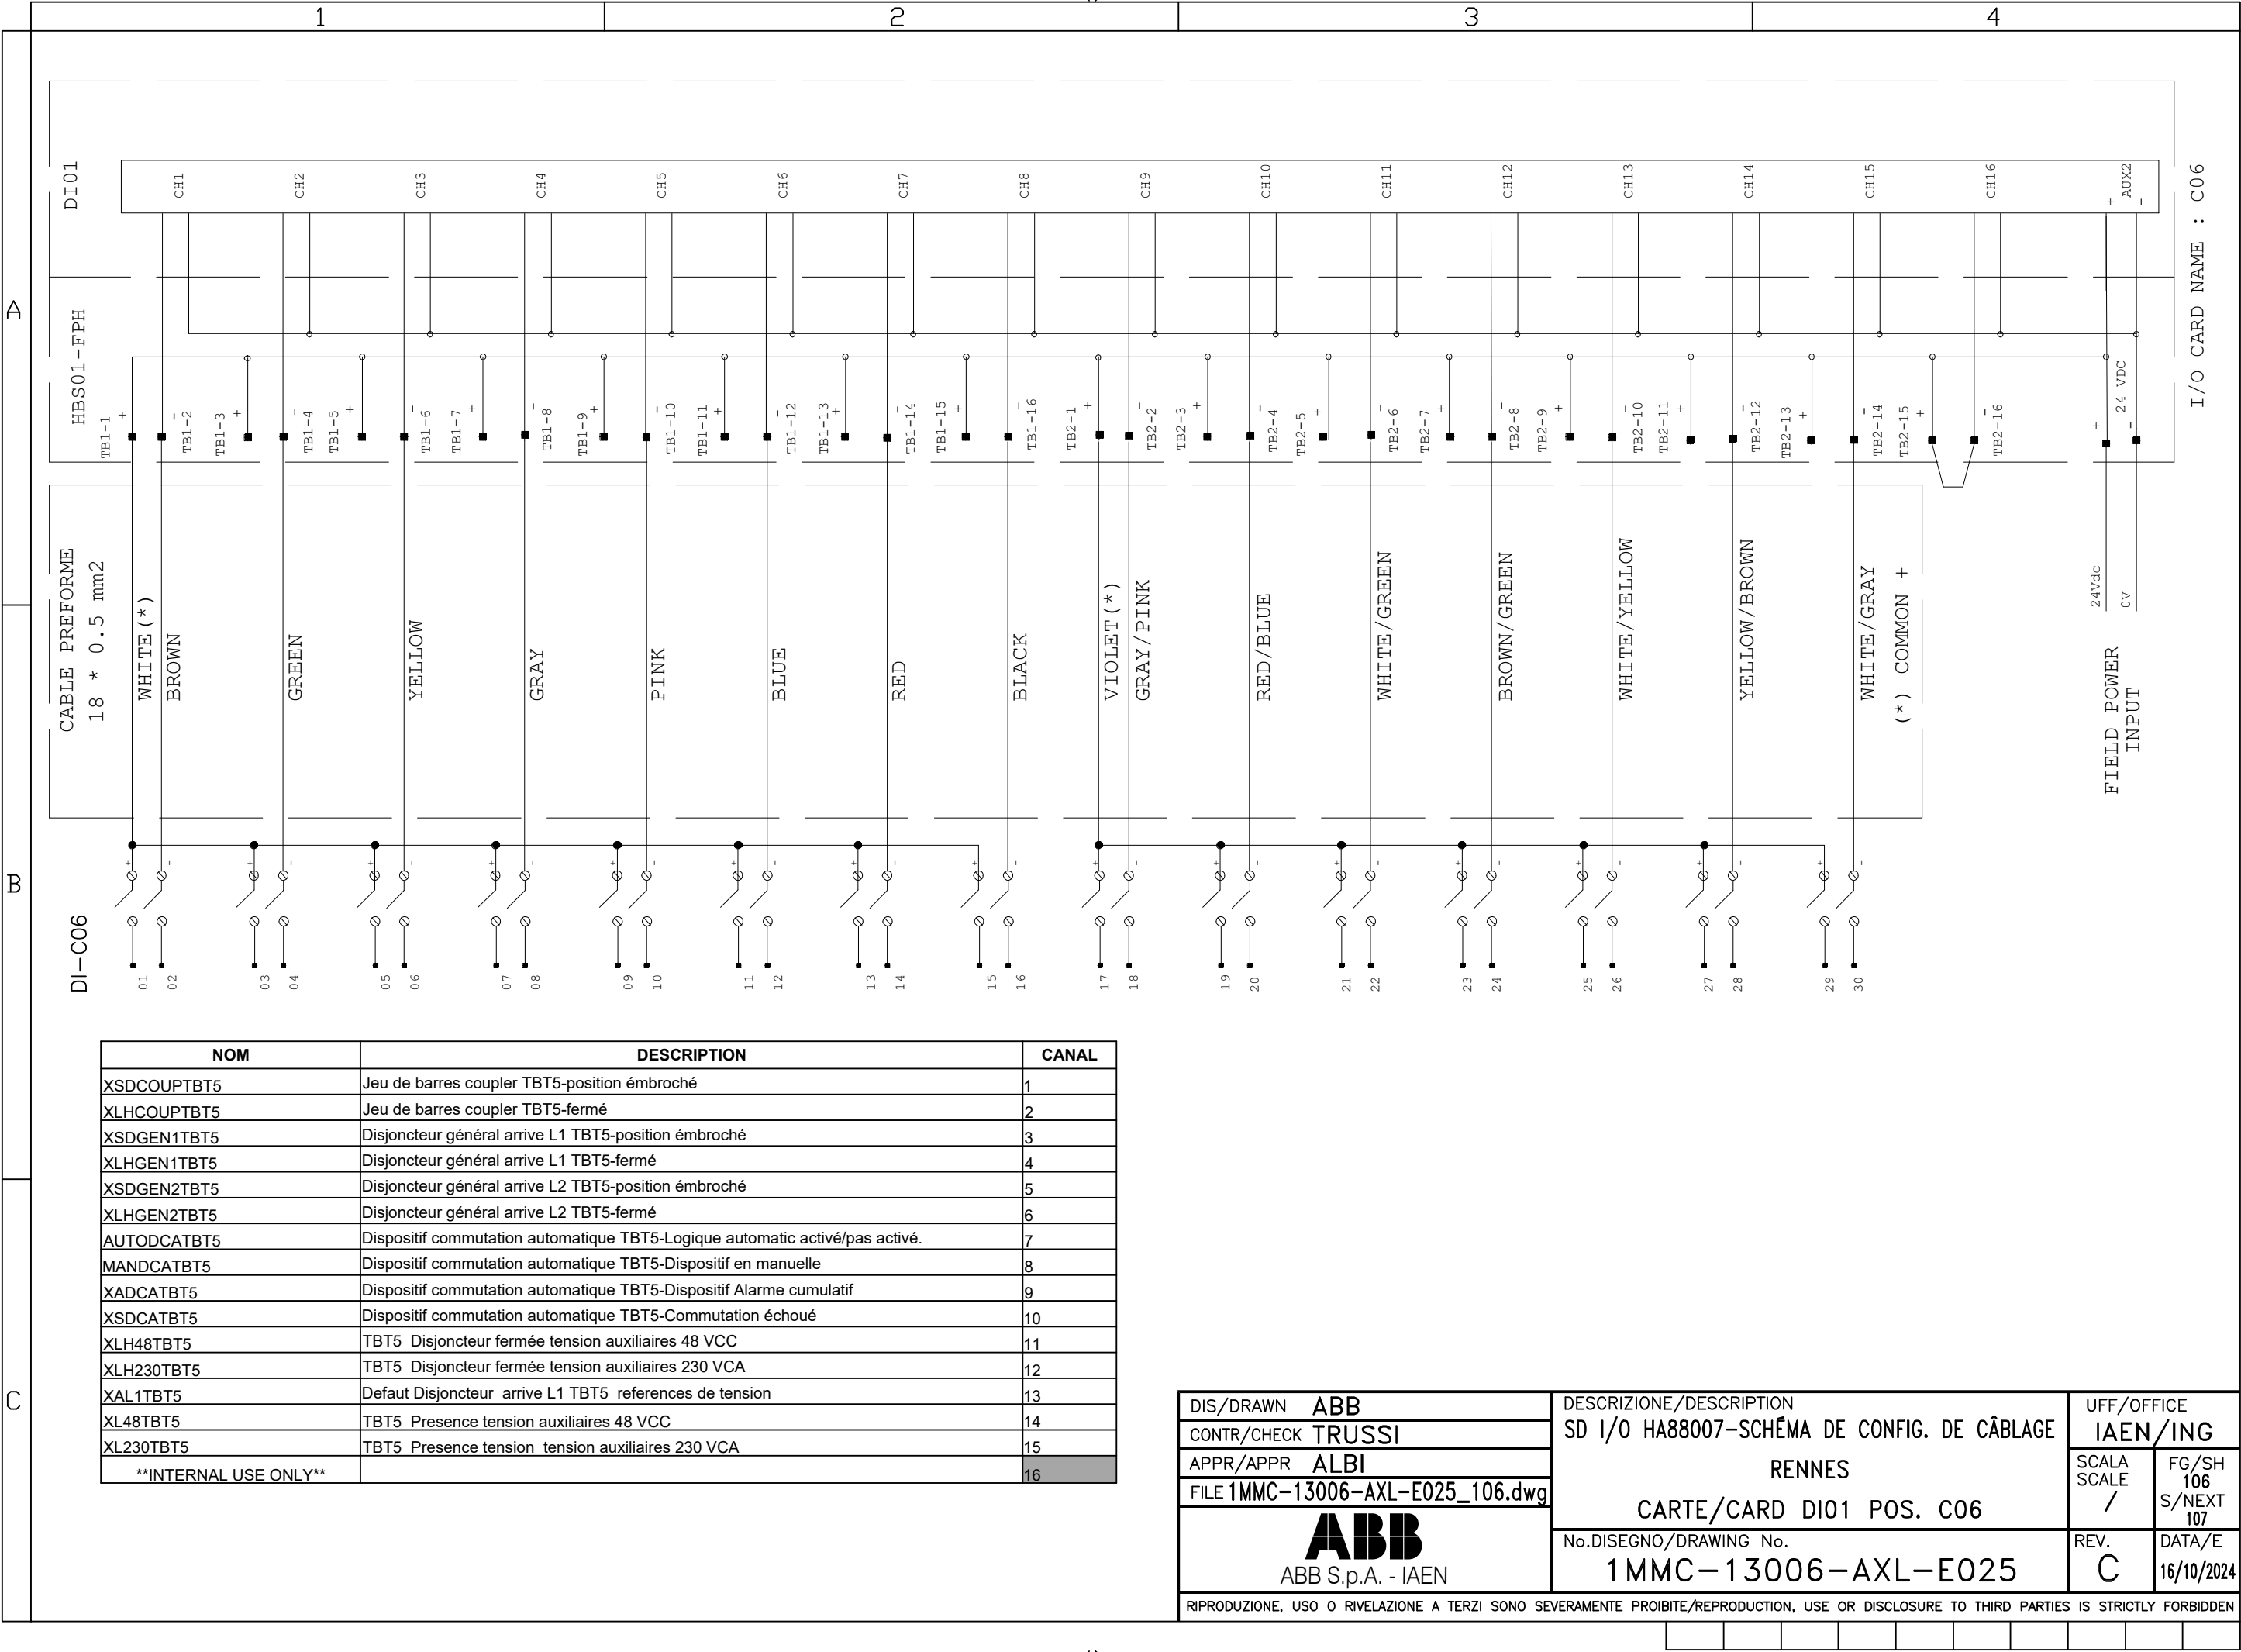 1 2 3 4
A
B
C
DI01
CH1 CH2 CH3 CH4 CH5 CH6 CH7 CH8 CH9 CH10 CH11 CH12 CH13 CH14 CH15 CH16 + AUX2 -
I/O CARD NAME : C06
HBS01-FPH
TB1-1 + TB1-2 - TB1-3 + TB1-4 - TB1-5 + TB1-6 - TB1-7 + TB1-8 - TB1-9 + TB1-10 - TB1-11 + TB1-12 - TB1-13 + TB1-14 - TB1-15 + TB1-16 -
TB2-1 + TB2-2 - TB2-3 + TB2-4 - TB2-5 + TB2-6 - TB2-7 + TB2-8 - TB2-9 + TB2-10 - TB2-11 + TB2-12 - TB2-13 + TB2-14 - TB2-15 + TB2-16 -
+ 24 VDC -
CABLE PREFORME
18 * 0.5 mm2
WHITE(*)
BROWN
GREEN
YELLOW
GRAY
PINK
BLUE
RED
BLACK
VIOLET(*)
GRAY/PINK
RED/BLUE
WHITE/GREEN
BROWN/GREEN
WHITE/YELLOW
YELLOW/BROWN
WHITE/GRAY
(*) COMMON +
24Vdc
0V
FIELD POWER
INPUT
DI-C06
+ - + - + - + - + - + - + - + - + - + - + - + - + - + - + -
01 02 03 04 05 06 07 08 09 10 11 12 13 14 15 16 17 18 19 20 21 22 23 24 25 26 27 28 29 30
NOM DESCRIPTION CANAL
XSDCOUPTBT5 Jeu de barres coupler TBT5-position émbroché 1
XLHCOUPTBT5 Jeu de barres coupler TBT5-fermé 2
XSDGEN1TBT5 Disjoncteur général arrive L1 TBT5-position émbroché 3
XLHGEN1TBT5 Disjoncteur général arrive L1 TBT5-fermé 4
XSDGEN2TBT5 Disjoncteur général arrive L2 TBT5-position émbroché 5
XLHGEN2TBT5 Disjoncteur général arrive L2 TBT5-fermé 6
AUTODCATBT5 Dispositif commutation automatique TBT5-Logique automatic activé/pas activé. 7
MANDCATBT5 Dispositif commutation automatique TBT5-Dispositif en manuelle 8
XADCATBT5 Dispositif commutation automatique TBT5-Dispositif Alarme cumulatif 9
XSDCATBT5 Dispositif commutation automatique TBT5-Commutation échoué 10
XLH48TBT5 TBT5 Disjoncteur fermée tension auxiliaires 48 VCC 11
XLH230TBT5 TBT5 Disjoncteur fermée tension auxiliaires 230 VCA 12
XAL1TBT5 Defaut Disjoncteur arrive L1 TBT5 references de tension 13
XL48TBT5 TBT5 Presence tension auxiliaires 48 VCC 14
XL230TBT5 TBT5 Presence tension tension auxiliaires 230 VCA 15
**INTERNAL USE ONLY** 16
DIS/DRAWN ABB
CONTR/CHECK TRUSSI
APPR/APPR ALBI
FILE 1MMC-13006-AXL-E025_106.dwg
ABB
ABB S.p.A. - IAEN
DESCRIZIONE/DESCRIPTION
SD I/O HA88007-SCHÉMA DE CONFIG. DE CÂBLAGE
RENNES
CARTE/CARD DI01 POS. C06
No.DISEGNO/DRAWING No.
1MMC-13006-AXL-E025
UFF/OFFICE
IAEN/ING
SCALA
SCALE
/
FG/SH
106
S/NEXT
107
REV.
C
DATA/E
16/10/2024
RIPRODUZIONE, USO O RIVELAZIONE A TERZI SONO SEVERAMENTE PROIBITE/REPRODUCTION, USE OR DISCLOSURE TO THIRD PARTIES IS STRICTLY FORBIDDEN